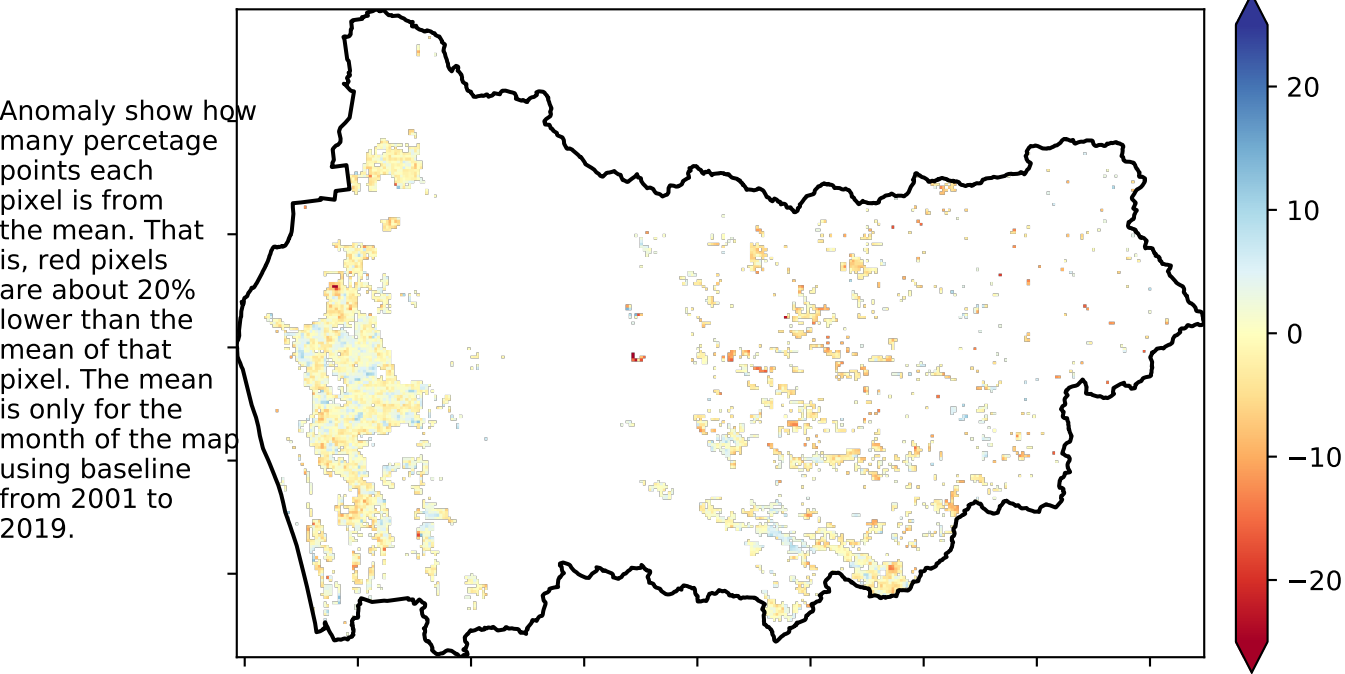 Anomaly show how
many percetage
points each
pixel is from
the mean. That
is, red pixels
are about 20%
lower than the
mean of that
pixel. The mean
is only for the
month of the map
using baseline
from 2001 to
2019.
20
10
0
−10
−20